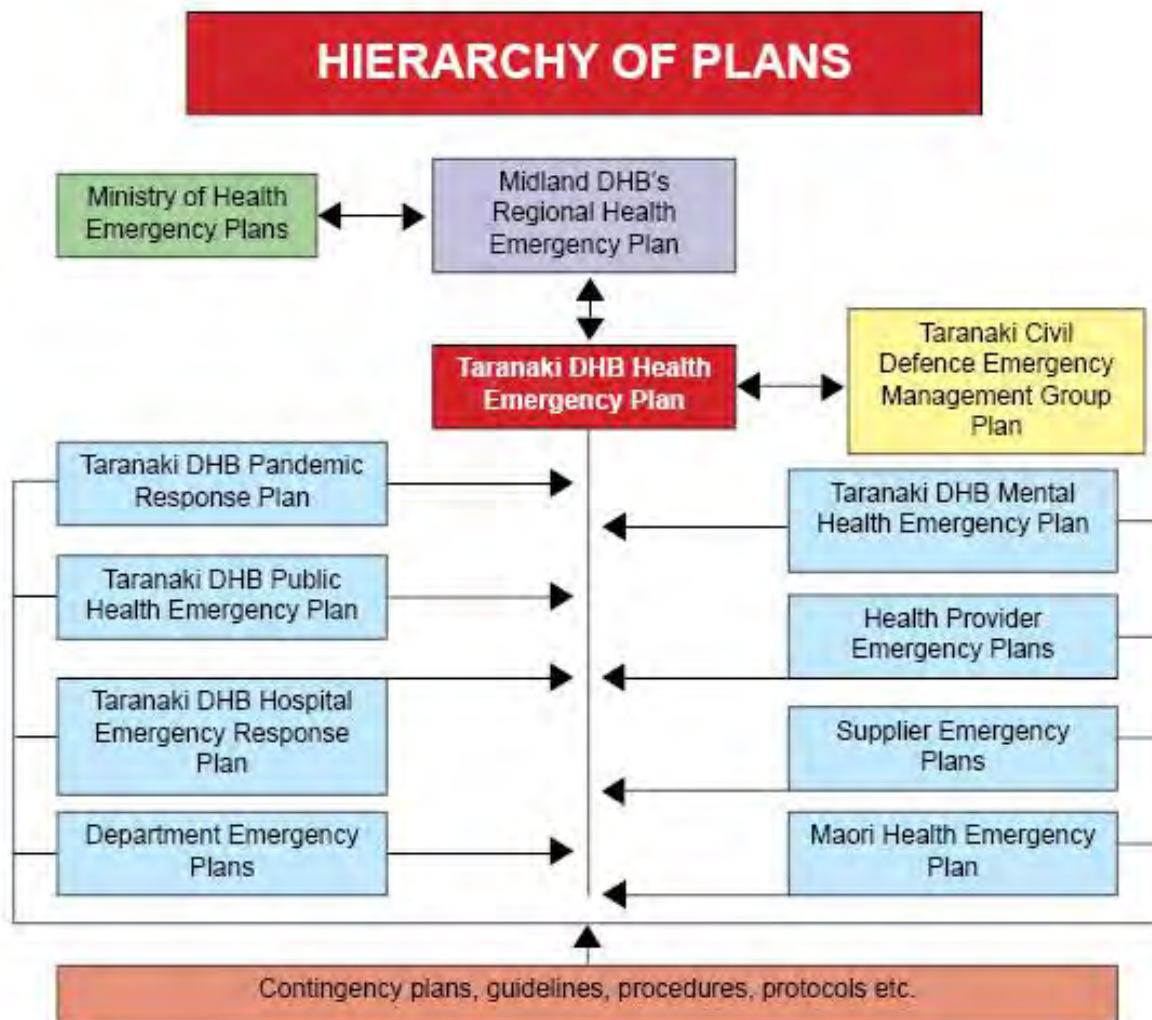 HIERARCHY OF PLANS
Ministry of Health
Emergency Plans
Midland DHB's
Regional Health
Emergency Plan
Taranaki DHB Health
Emergency Plan
Taranaki Civil
Defence Emergency
Management Group
Plan
Taranaki DHB Pandemic
Response Plan
Taranaki DHB Mental
Health Emergency Plan
Taranaki DHB Public
Health Emergency Plan
Health Provider
Emergency Plans
Taranaki DHB Hospital
Emergency Response
Plan
Supplier Emergency
Plans
Department Emergency
Plans
Maori Health Emergency
Plan
Contingency plans, guidelines, procedures, protocols etc.